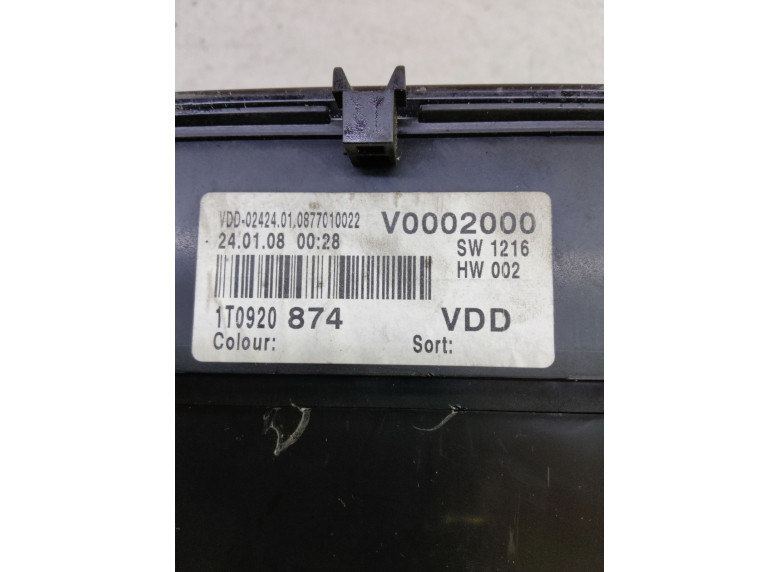 VDD-02424.01.0877010022 V0002000
24.01.08 00:28 SW 1216
HW 002
1T0920 874 VDD
Colour: Sort: